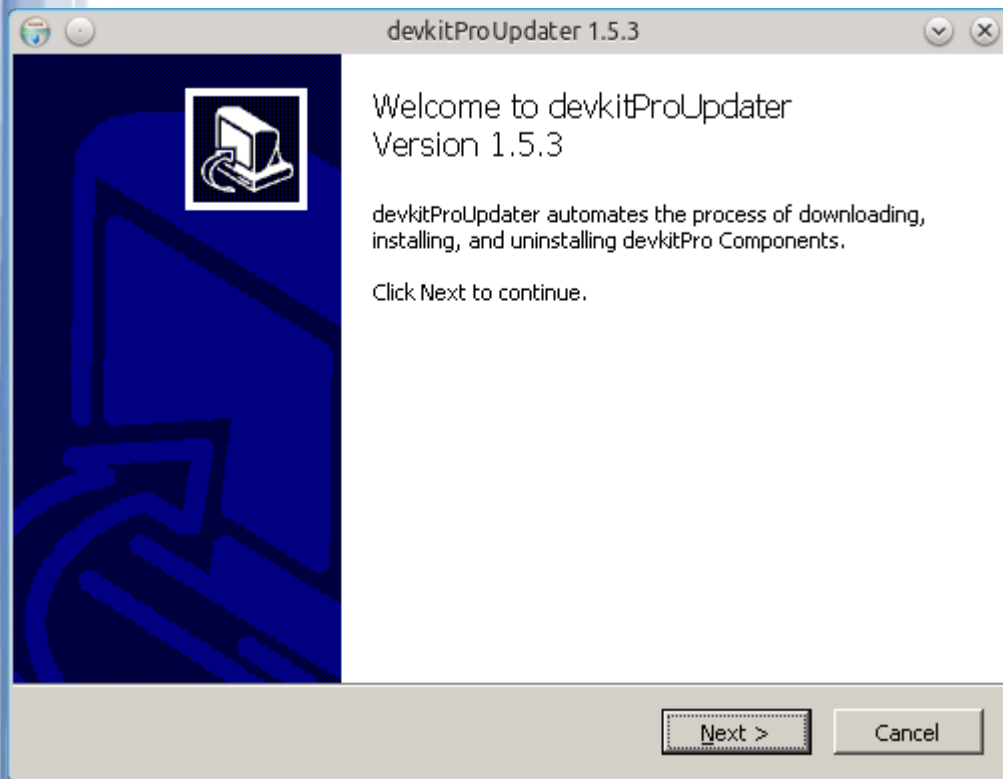 devkitProUpdater 1.5.3
Welcome to devkitProUpdater
Version 1.5.3
devkitProUpdater automates the process of downloading,
installing, and uninstalling devkitPro Components.
Click Next to continue.
Next >
Cancel